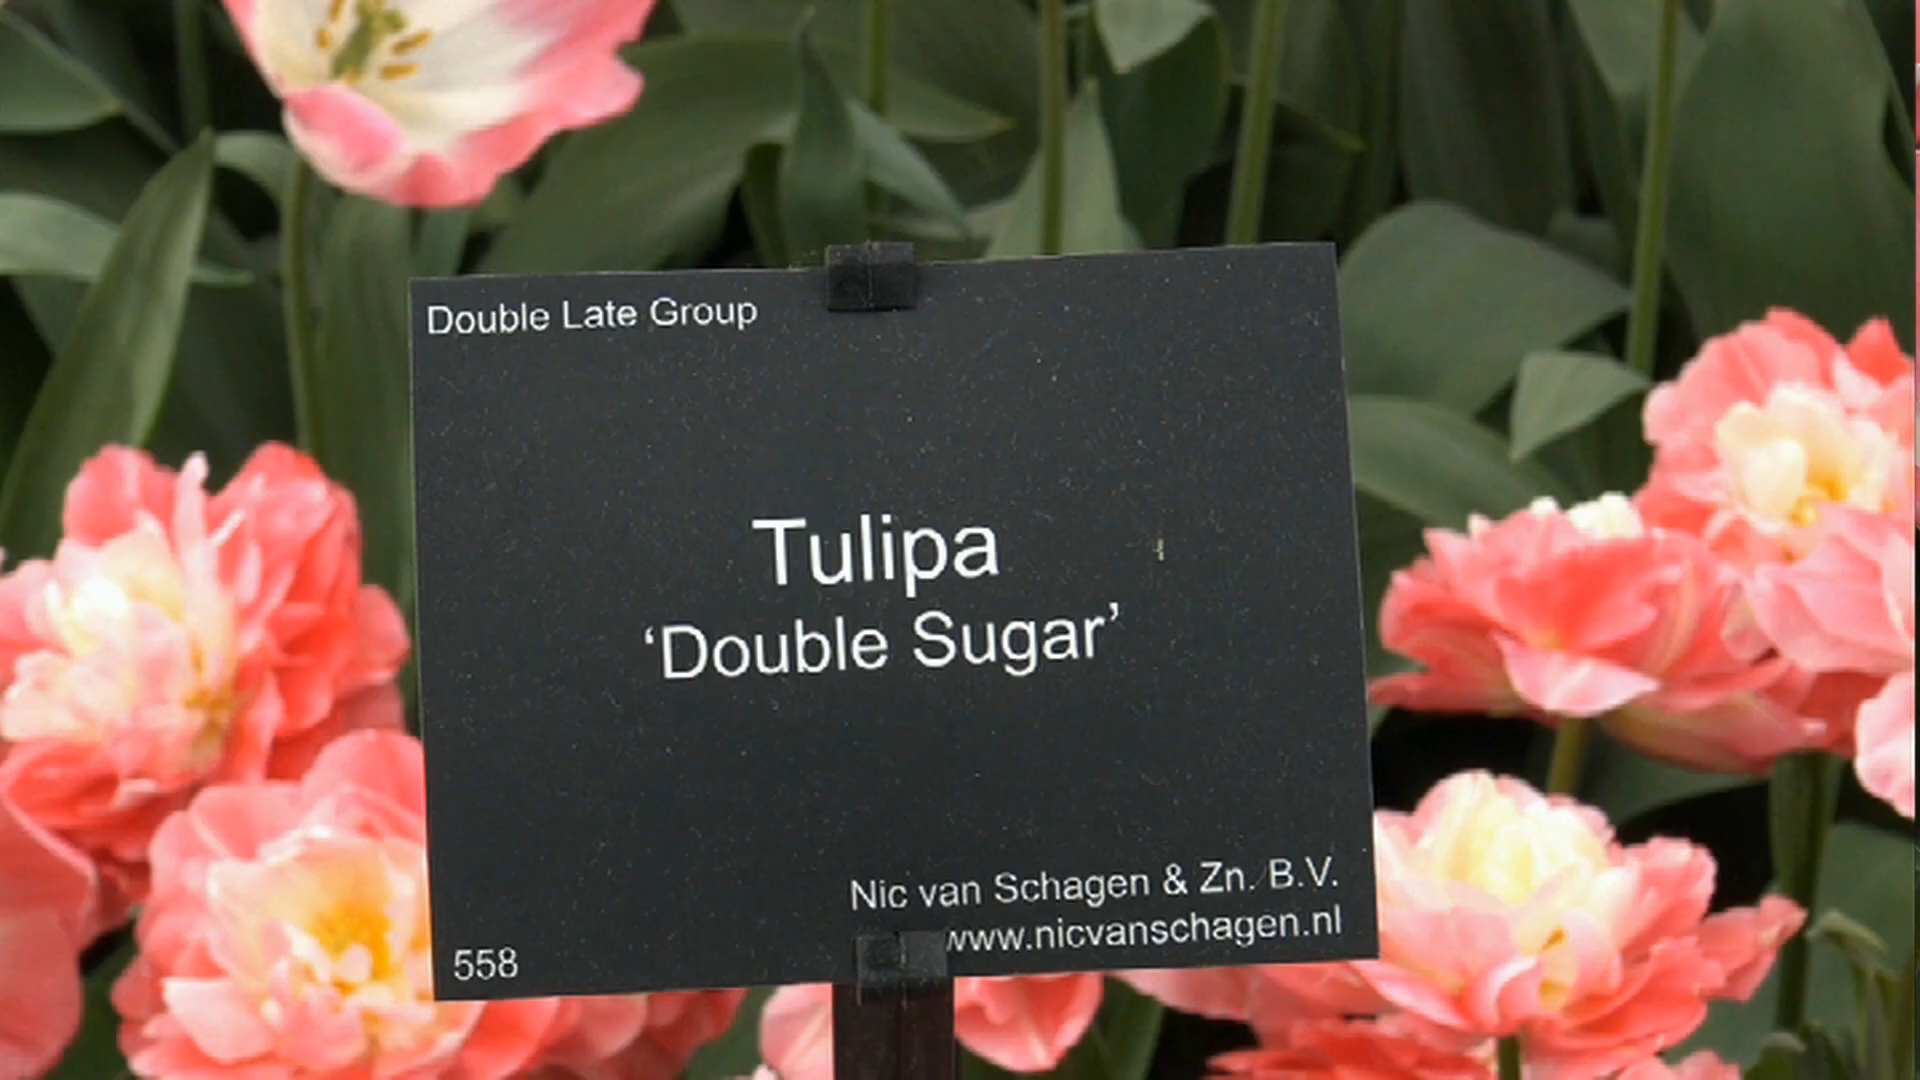 Double Late Group
Tulipa
‘Double Sugar’
Nic van Schagen & Zn. B.V.
www.nicvanschagen.nl
558